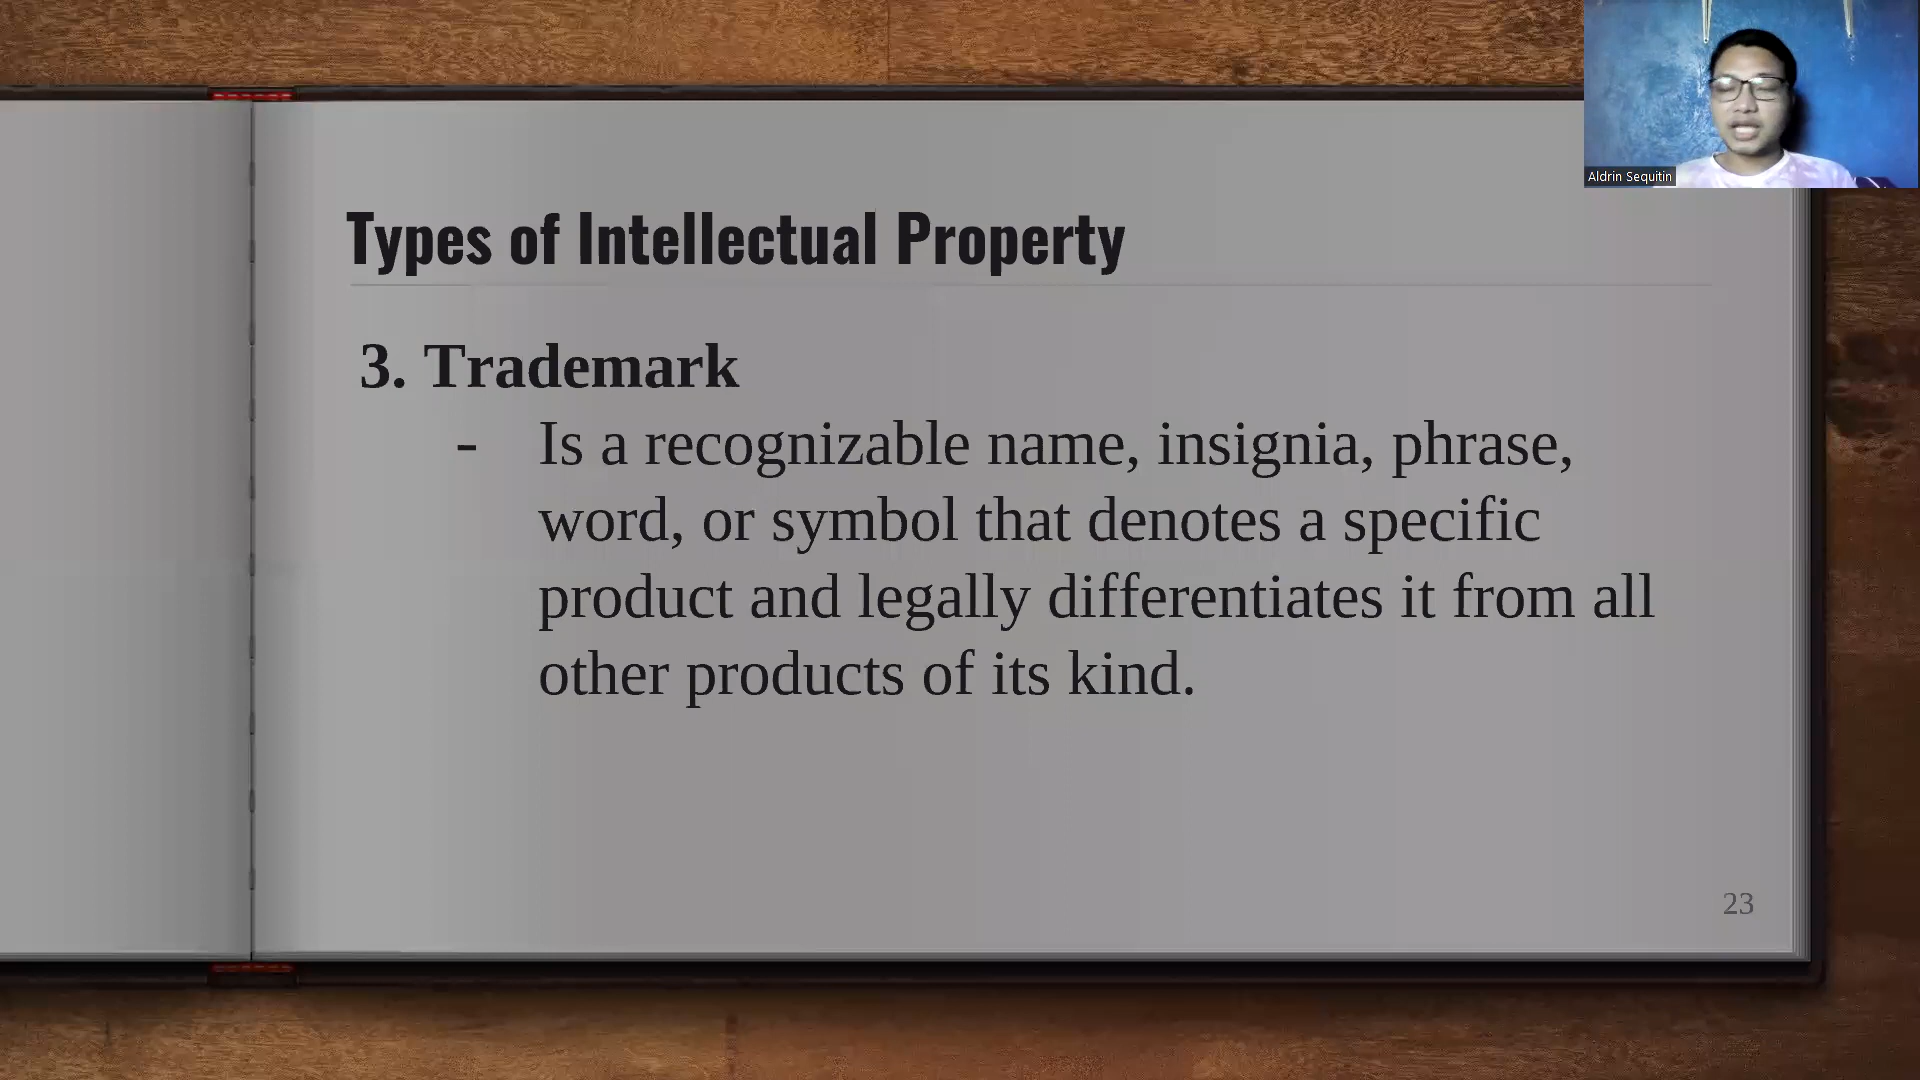 Aldrin Sequitin
Types of Intellectual Property
3. Trademark
- Is a recognizable name, insignia, phrase,
word, or symbol that denotes a specific
product and legally differentiates it from all
other products of its kind.
23